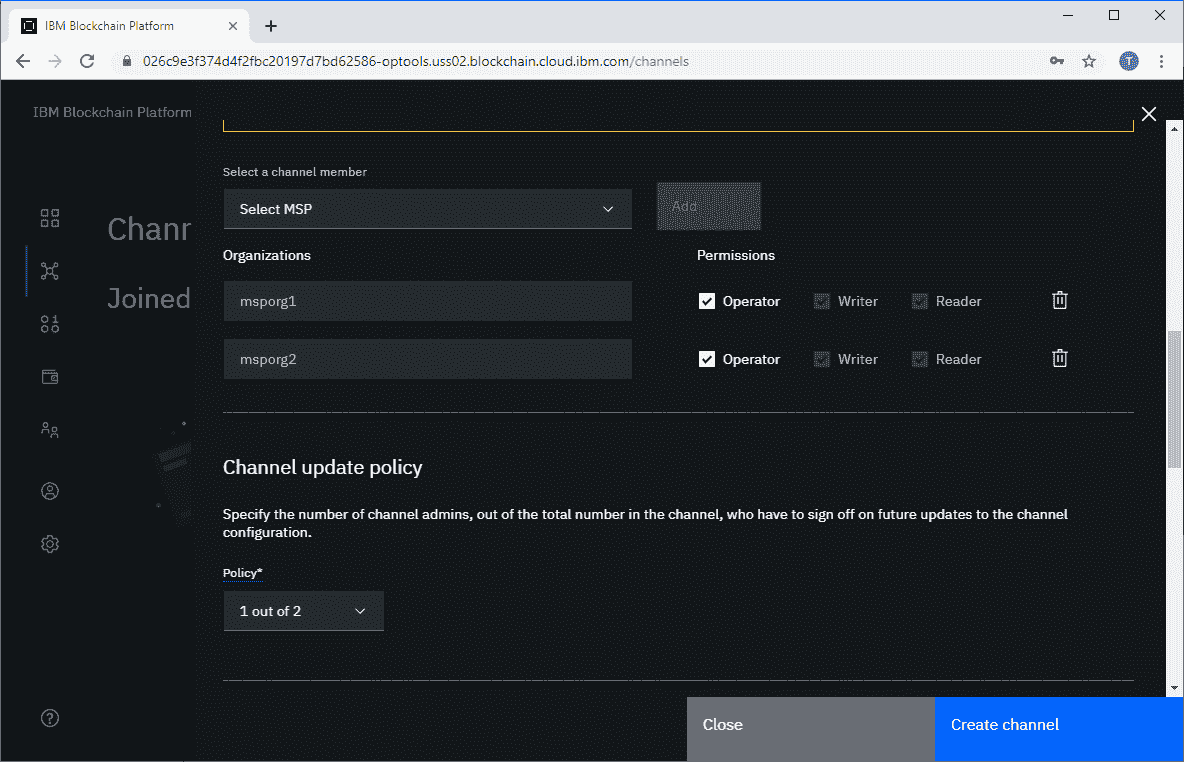 IBM Blockchain Platform
026c9e3f374d4f2fbc20197d7bd62586-optools.uss02.blockchain.cloud.ibm.com/channels
IBM Blockchain Platform
Select a channel member
Select MSP
Add
Chanr
Organizations
Permissions
Joined
msporg1
Operator
Writer
Reader
msporg2
Operator
Writer
Reader
Channel update policy
Specify the number of channel admins, out of the total number in the channel, who have to sign off on future updates to the channel
configuration.
Policy*
1 out of 2
Close
Create channel